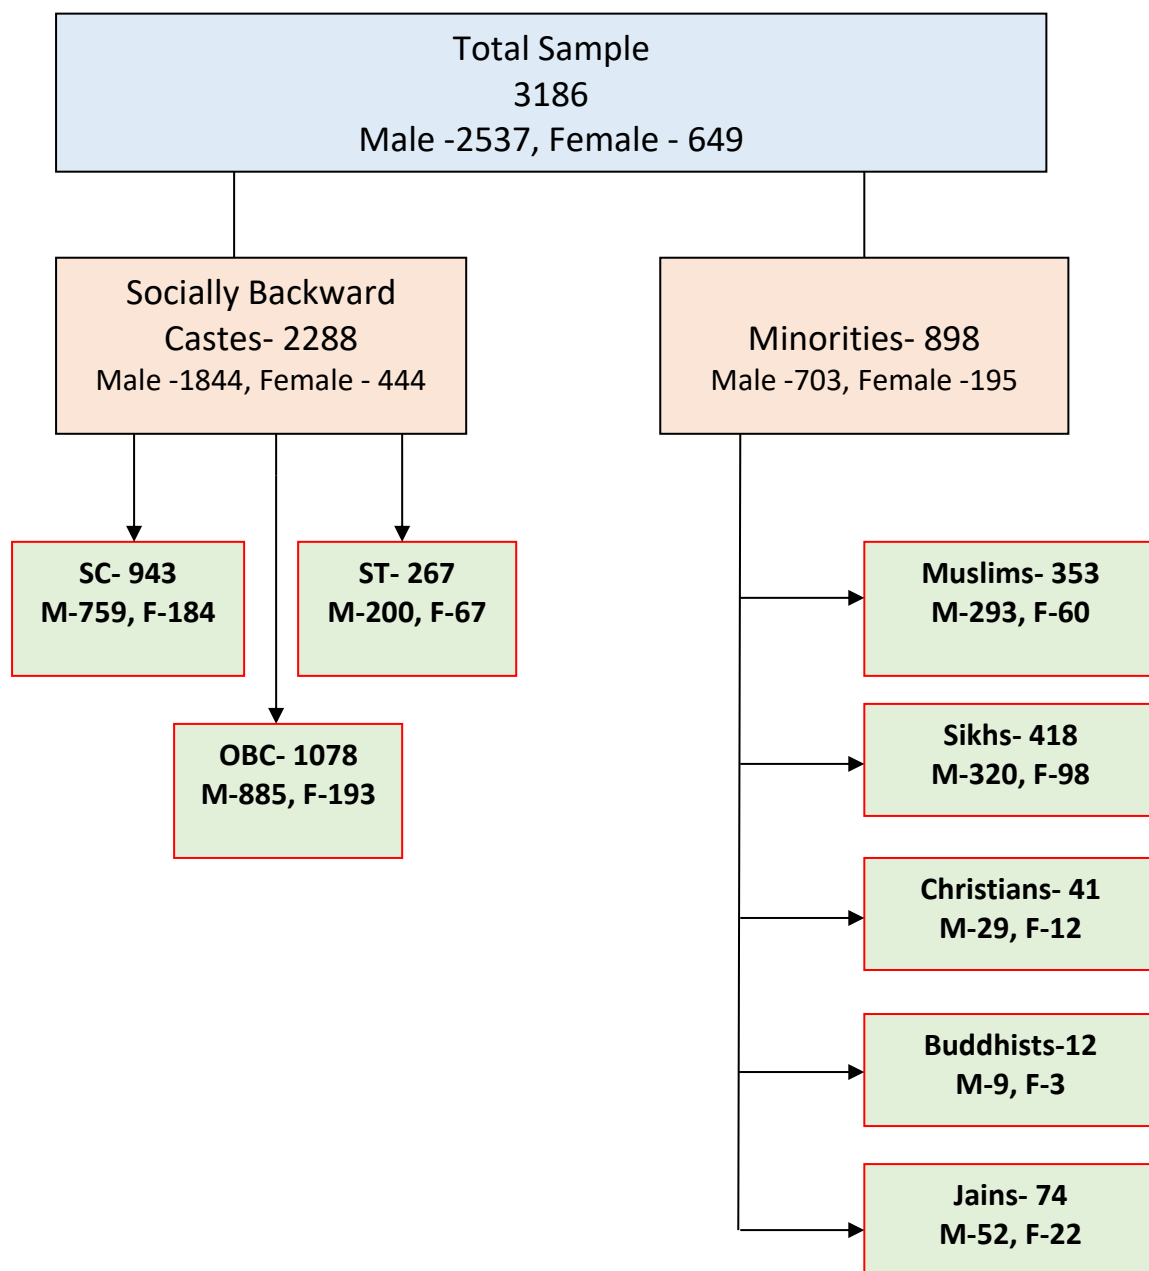 Total Sample
3186
Male -2537, Female - 649
Socially Backward
Castes- 2288
Male -1844, Female - 444
Minorities- 898
Male -703, Female -195
SC- 943
M-759, F-184
ST- 267
M-200, F-67
OBC- 1078
M-885, F-193
Muslims- 353
M-293, F-60
Sikhs- 418
M-320, F-98
Christians- 41
M-29, F-12
Buddhists-12
M-9, F-3
Jains- 74
M-52, F-22